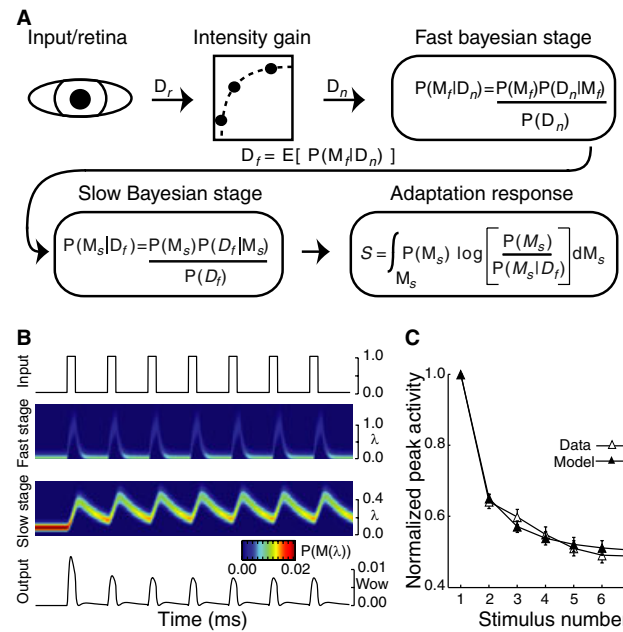 A
Input/retina Intensity gain Fast bayesian stage
D_r D_n P(M_f|D_n)=P(M_f)P(D_n|M_f)
P(D_n)
D_f = E[ P(M_f|D_n) ]
Slow Bayesian stage Adaptation response
P(M_s|D_f)=P(M_s)P(D_f|M_s)
P(D_f)
S = ∫ P(M_s) log [ P(M_s) / P(M_s|D_f) ] dM_s
M_s
B
Input
1.0
0.0
Fast stage
1.0
λ
0.0
Slow stage
0.4
λ
0.0
P(M(λ))
0.00 0.02
Output
0.01
Wow
0.00
Time (ms)
C
Normalized peak activity
1.0
0.8
0.6
0.4
Data
Model
1 2 3 4 5 6
Stimulus number